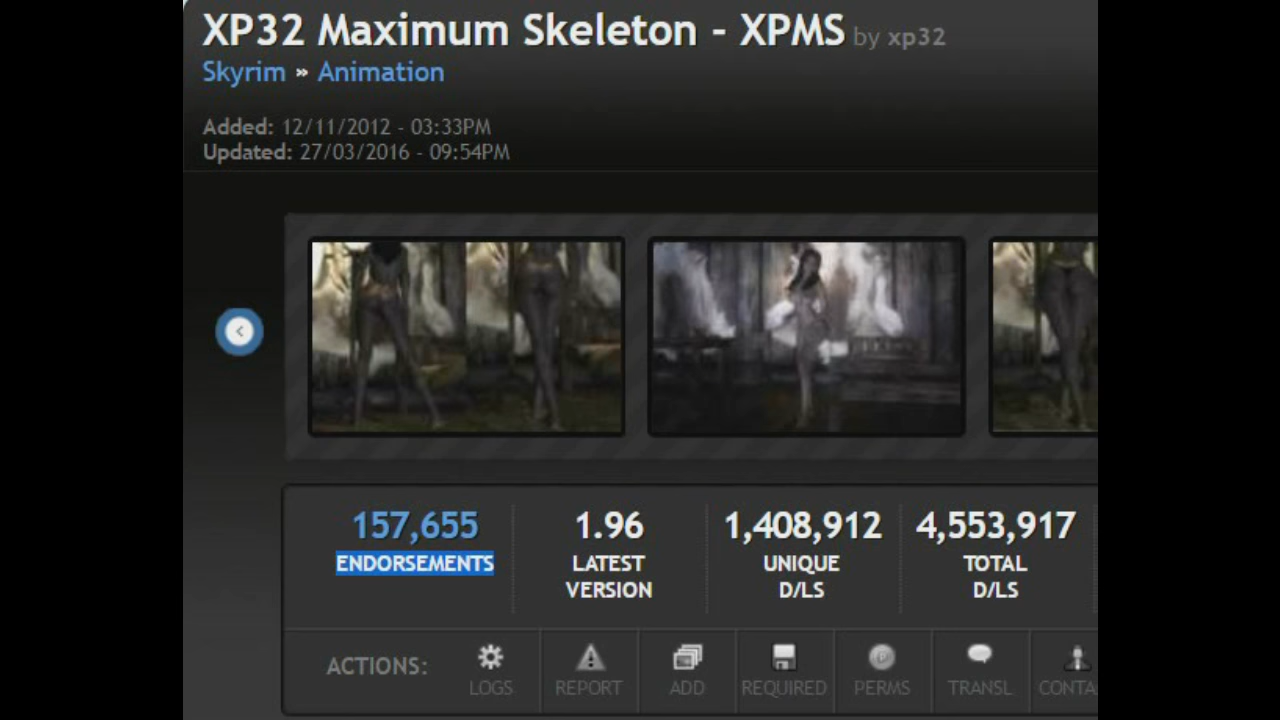 XP32 Maximum Skeleton - XPMS by xp32
Skyrim » Animation
Added: 12/11/2012 - 03:33PM
Updated: 27/03/2016 - 09:54PM
157,655 1.96 1,408,912 4,553,917
ENDORSEMENTS LATEST UNIQUE TOTAL
VERSION D/LS D/LS
ACTIONS: LOGS REPORT ADD REQUIRED PERMS TRANSL CONTA